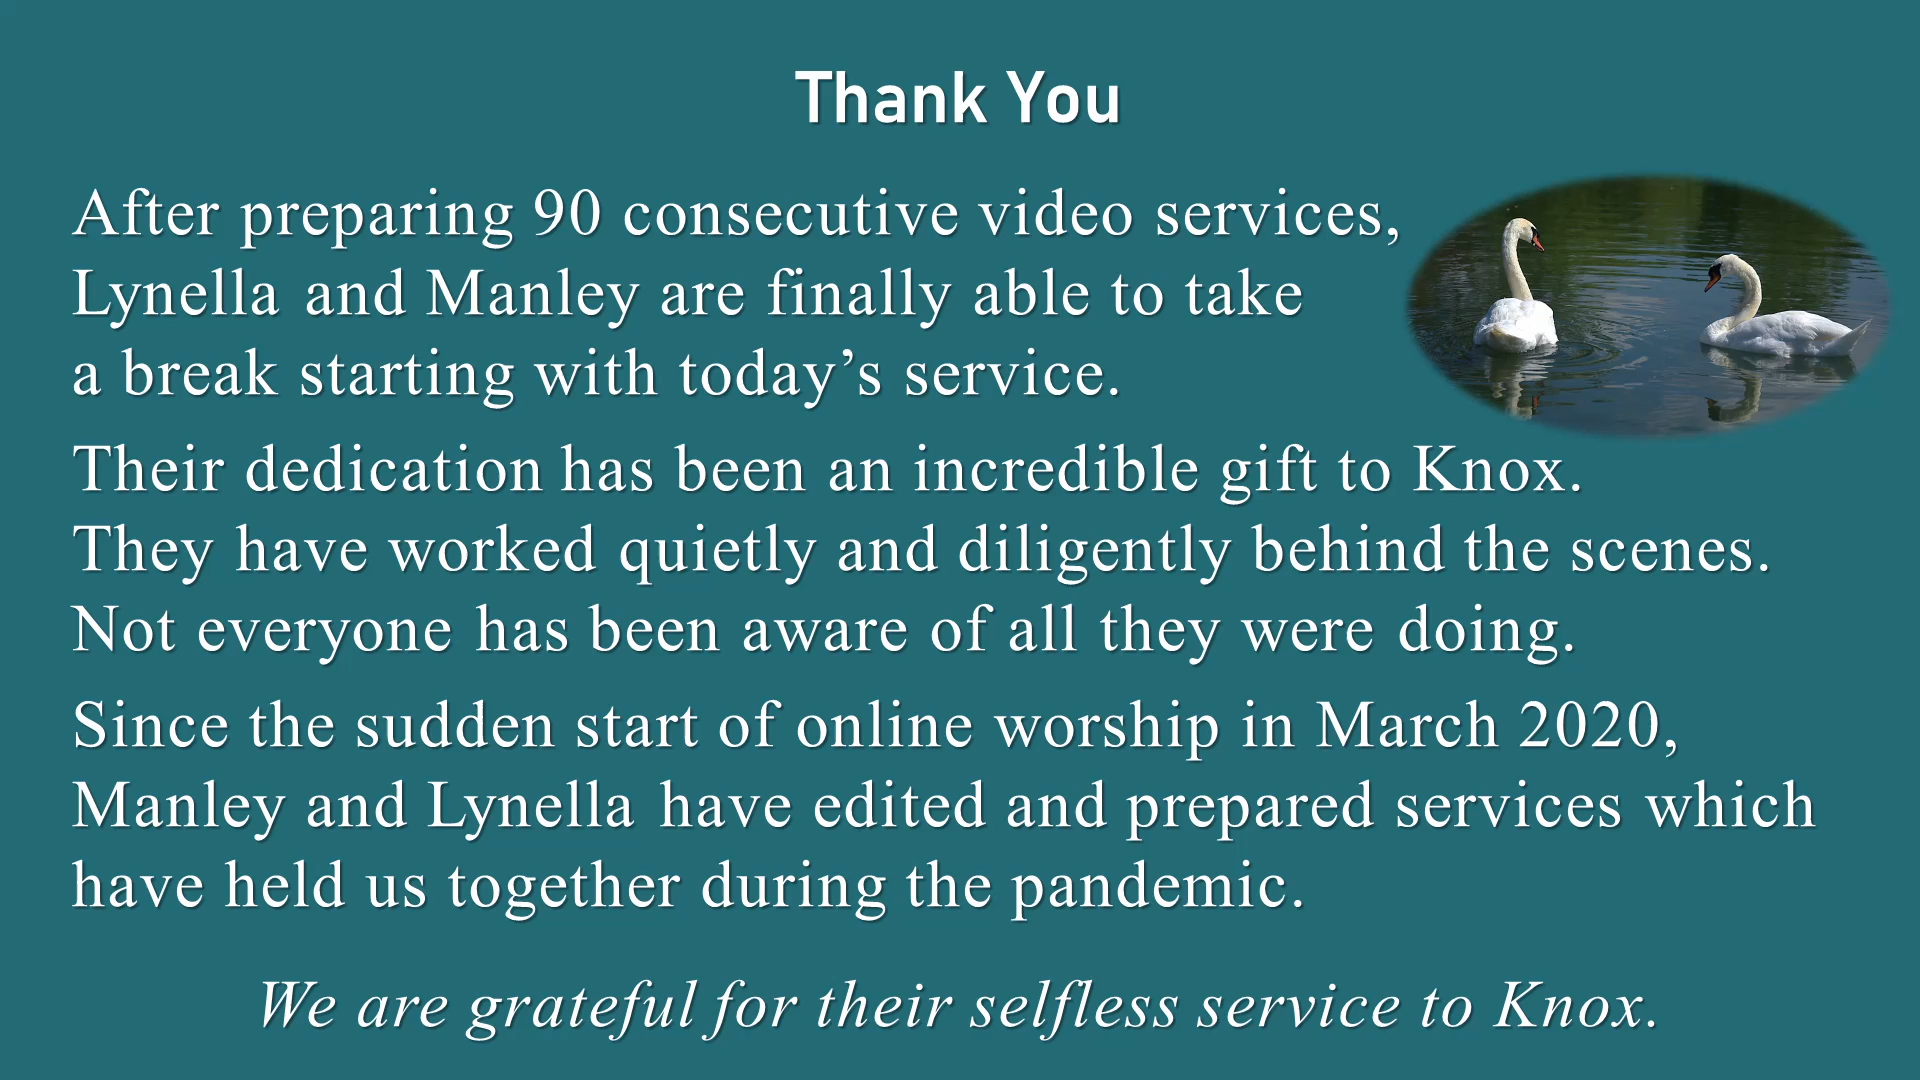 Thank You
After preparing 90 consecutive video services,
Lynella and Manley are finally able to take
a break starting with today’s service.
Their dedication has been an incredible gift to Knox.
They have worked quietly and diligently behind the scenes.
Not everyone has been aware of all they were doing.
Since the sudden start of online worship in March 2020,
Manley and Lynella have edited and prepared services which
have held us together during the pandemic.
We are grateful for their selfless service to Knox.